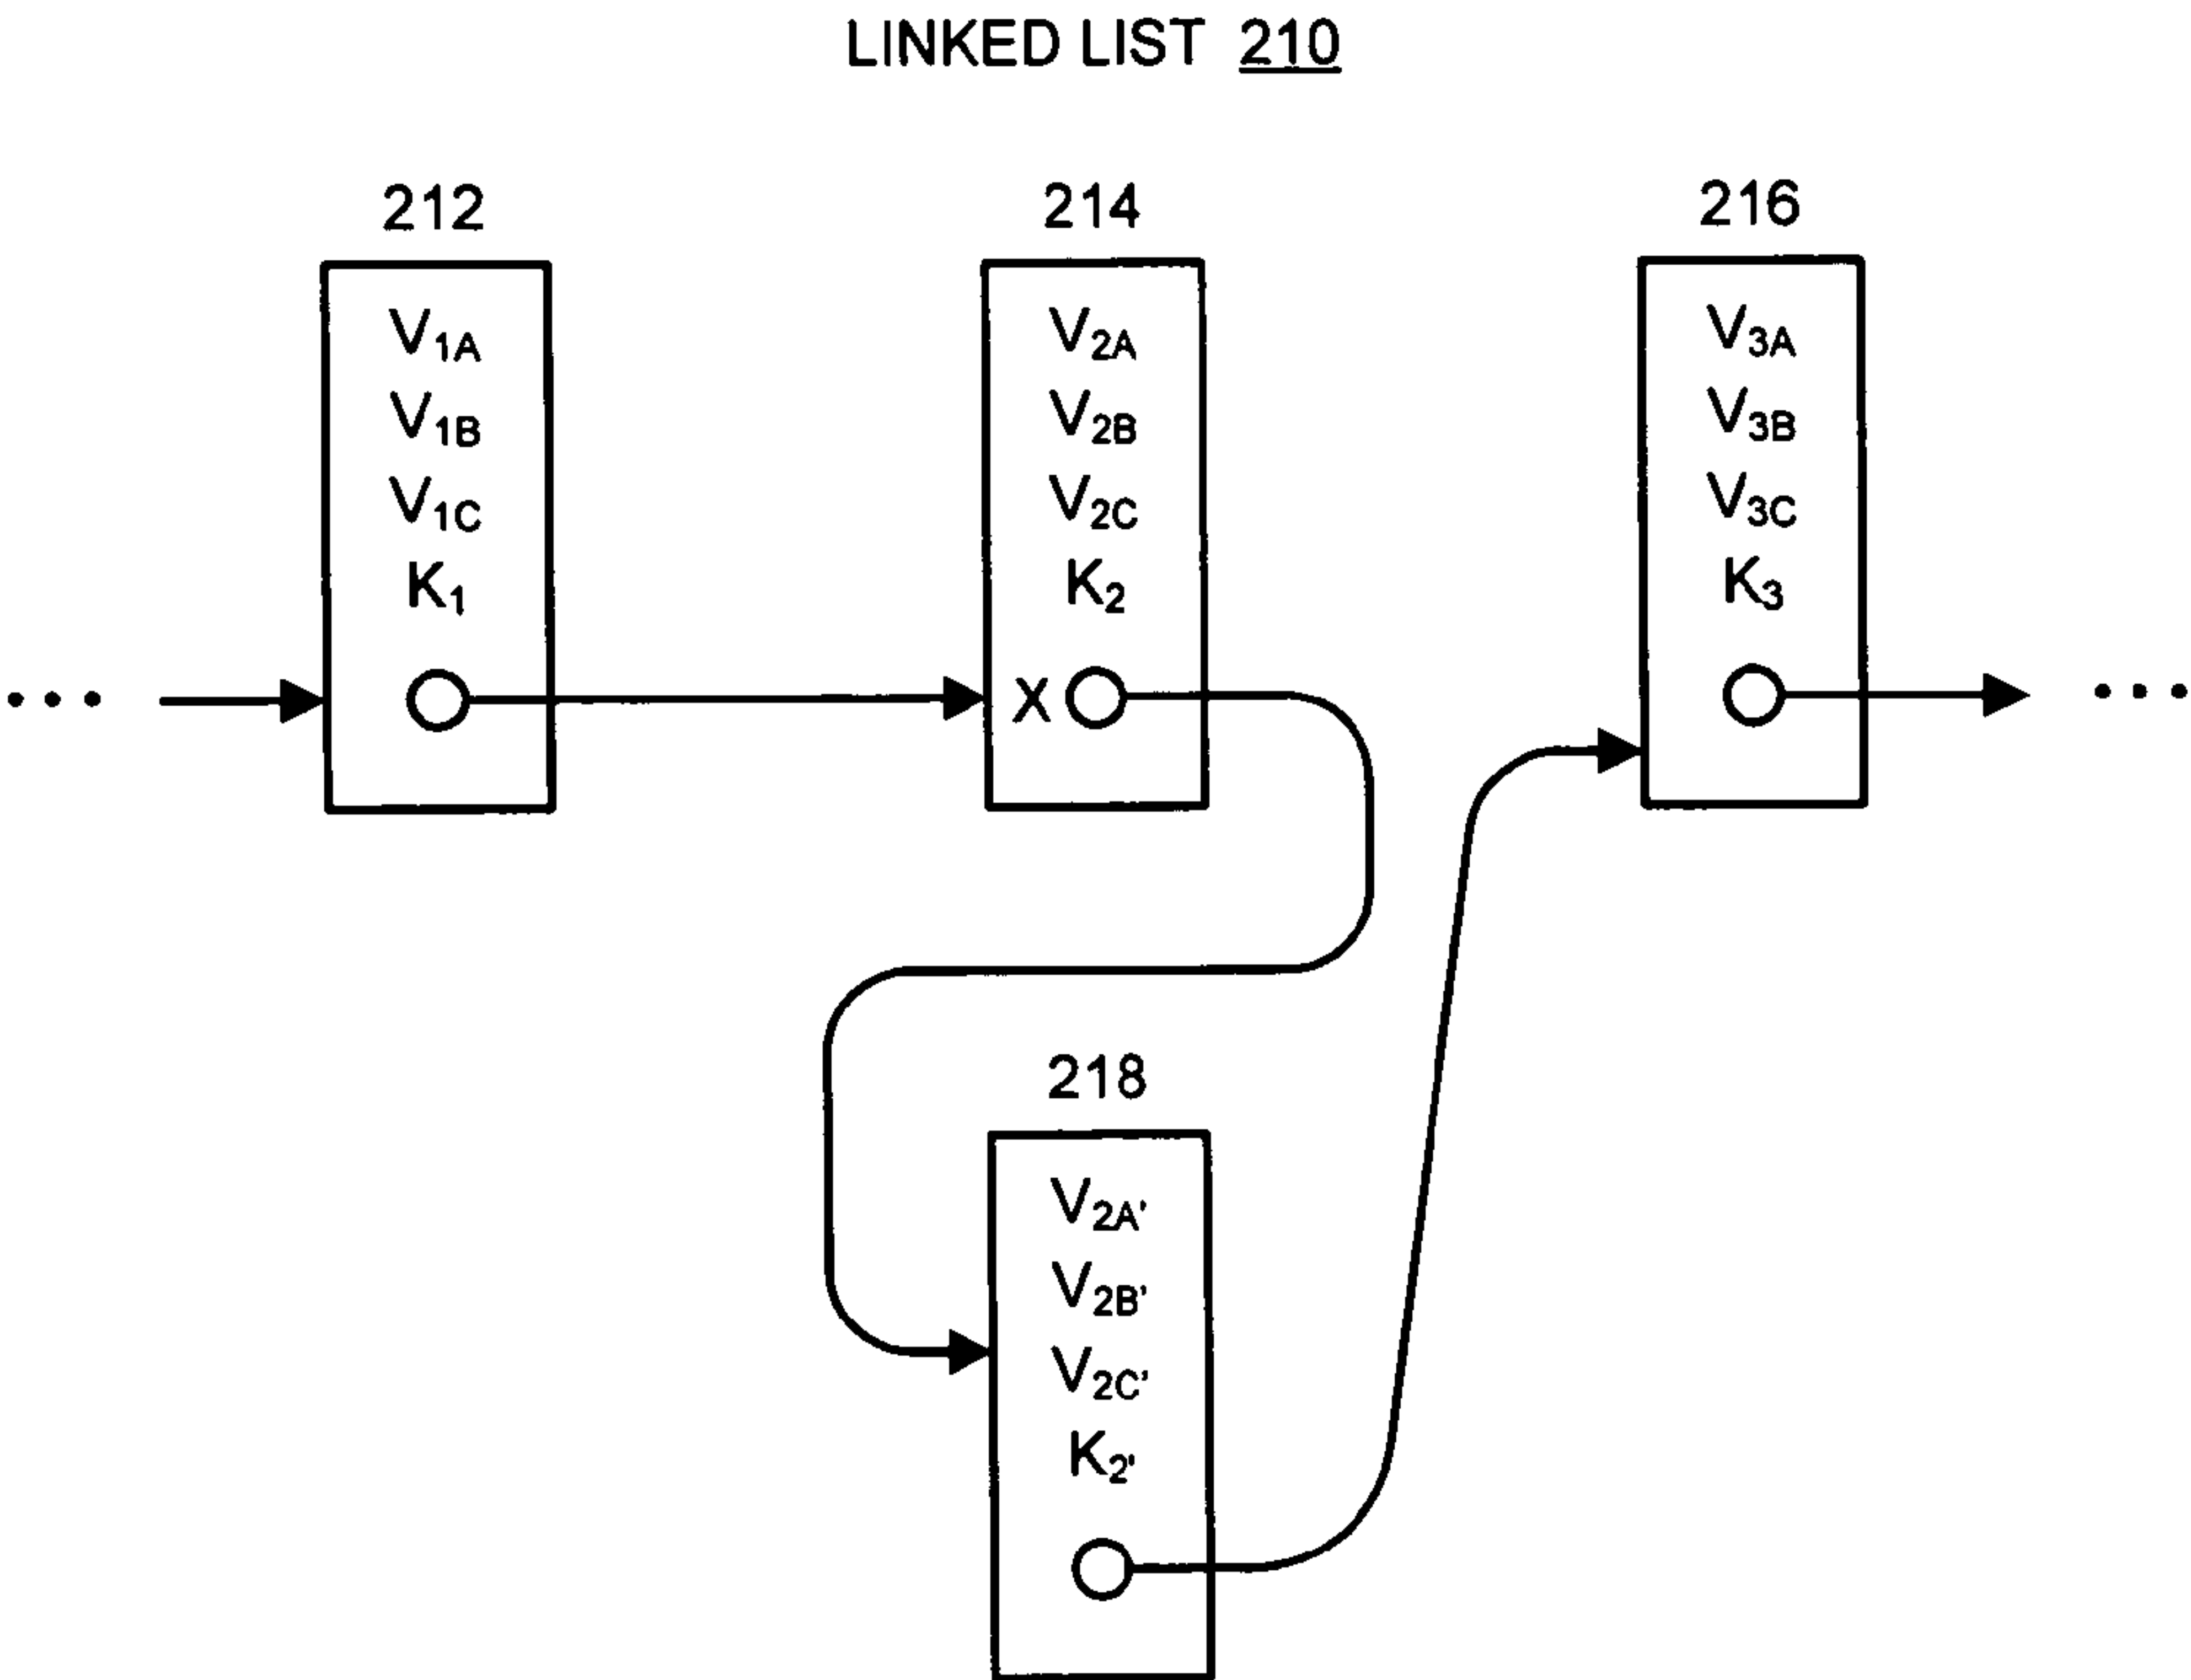 LINKED LIST 210
212
V1A
V1B
V1C
K1
214
V2A
V2B
V2C
K2
X
216
V3A
V3B
V3C
K3
218
V2A'
V2B'
V2C'
K2'